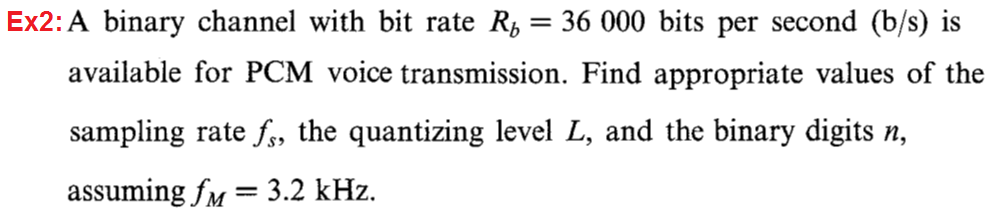 Ex2: A binary channel with bit rate R_b = 36 000 bits per second (b/s) is
available for PCM voice transmission. Find appropriate values of the
sampling rate f_s, the quantizing level L, and the binary digits n,
assuming f_M = 3.2 kHz.